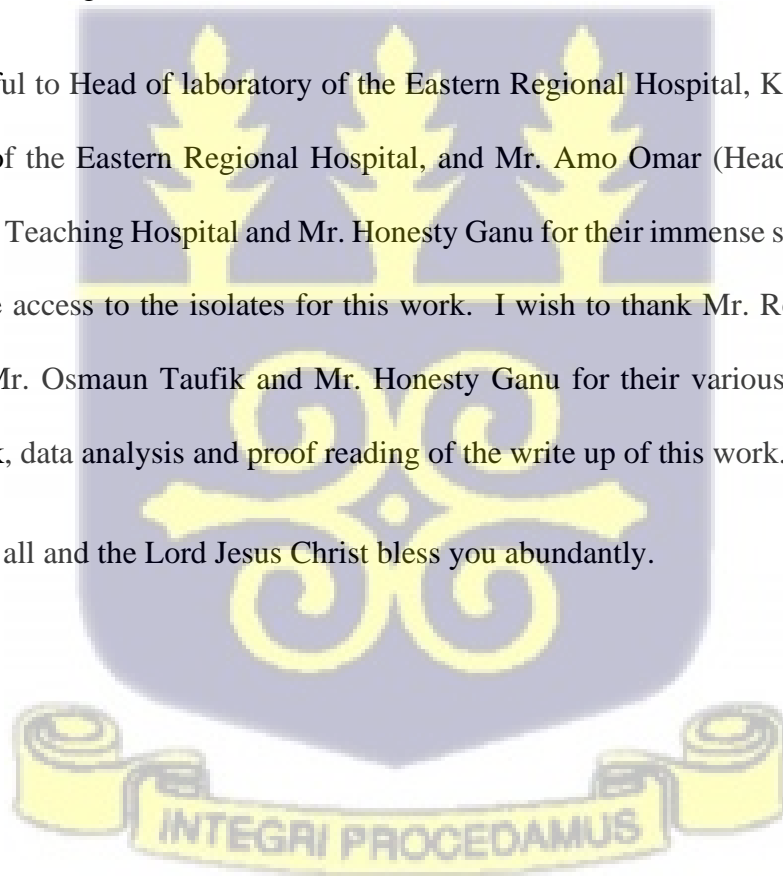 ful to Head of laboratory of the Eastern Regional Hospital, K
of the Eastern Regional Hospital, and Mr. Amo Omar (Head
Teaching Hospital and Mr. Honesty Ganu for their immense s
access to the isolates for this work. I wish to thank Mr. R
Mr. Osmaun Taufik and Mr. Honesty Ganu for their various
, data analysis and proof reading of the write up of this work.
all and the Lord Jesus Christ bless you abundantly.
INTEGRI PROCEDAMUS